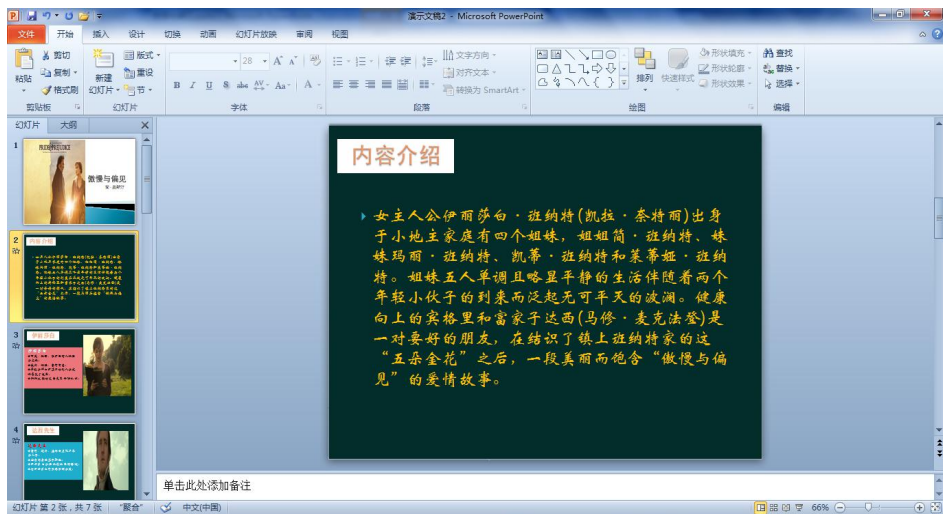 演示文稿2 - Microsoft PowerPoint
文件 开始 插入 设计 切换 动画 幻灯片放映 审阅 视图
粘贴 剪切 复制 格式刷 新建 幻灯片 版式 重设 节 28 文字方向 对齐文本 转换为 SmartArt 排列 快速样式 形状填充 形状轮廓 形状效果 查找 替换 选择
剪贴板 幻灯片 字体 段落 绘图 编辑
幻灯片 大纲
1
傲慢与偏见
2
内容介绍
3
4
内容介绍
女主人公伊丽莎白·班纳特(凯拉·奈特丽)出身
于小地主家庭有四个姐妹，姐姐简·班纳特、妹
妹玛丽·班纳特、凯蒂·班纳特和莱蒂娅·班纳
特。姐妹五人单调且略显平静的生活伴随着两个
年轻小伙子的到来而泛起无可平灭的波澜。健康
向上的宾格里和富家子达西(马修·麦克法登)是
一对要好的朋友，在结识了镇上班纳特家的这
“五朵金花”之后，一段美丽而饱含“傲慢与偏
见”的爱情故事。
单击此处添加备注
幻灯片 第 2 张，共 7 张 “聚合” 中文(中国) 66%